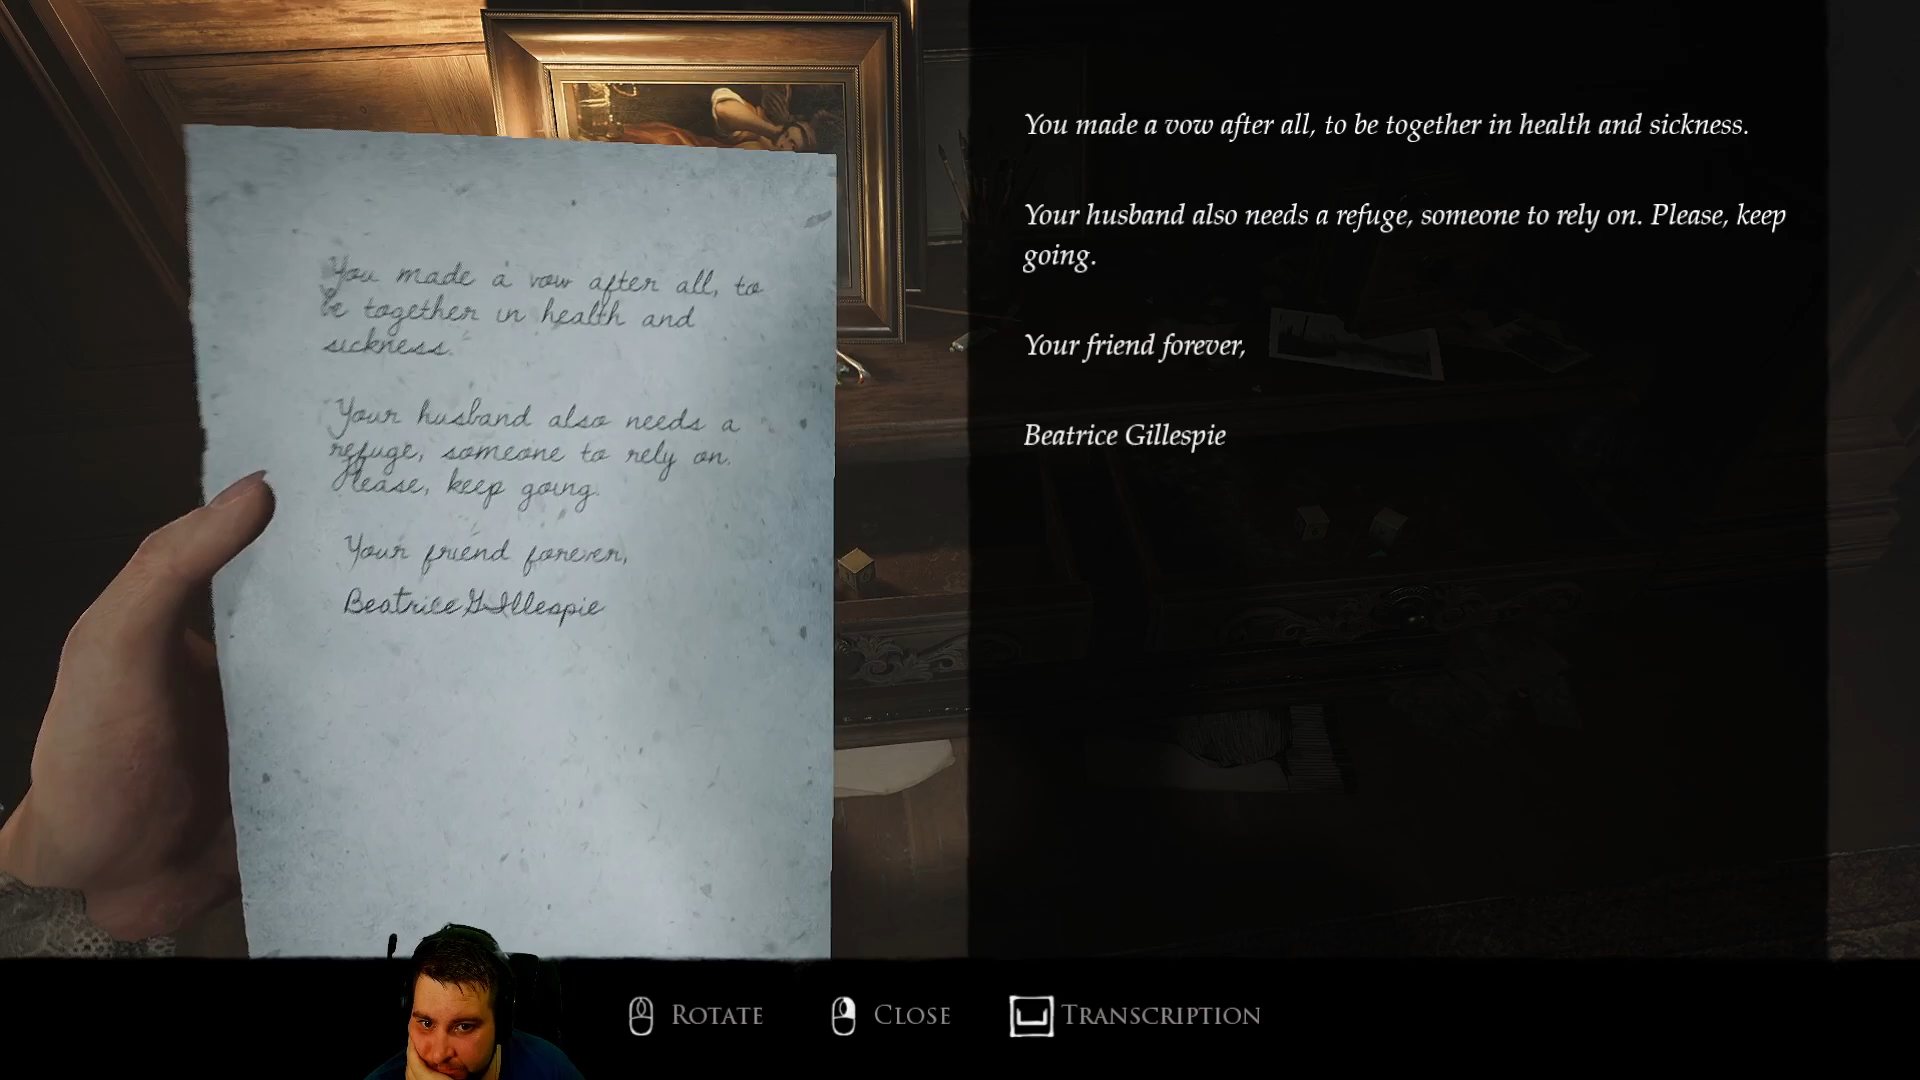 You made a vow after all, to
be together in health and
sickness.
Your husband also needs a
refuge, someone to rely on.
Please, keep going.
Your friend forever,
Beatrice Gillespie
You made a vow after all, to be together in health and sickness.
Your husband also needs a refuge, someone to rely on. Please, keep
going.
Your friend forever,
Beatrice Gillespie
ROTATE
CLOSE
TRANSCRIPTION